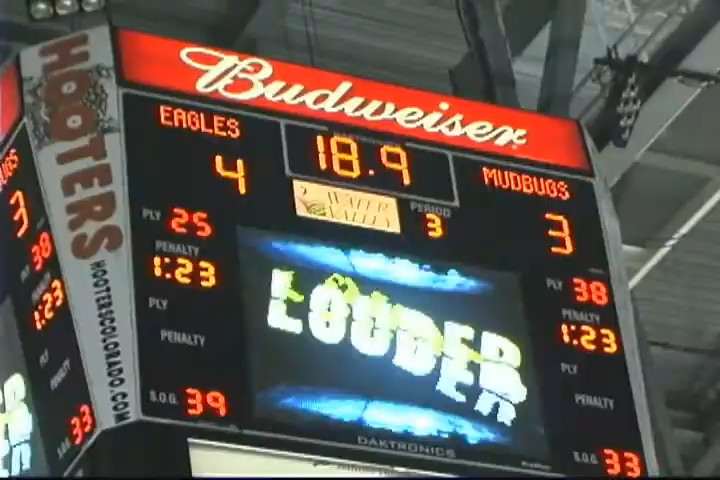 Budweiser
HOOTERS
HOOTERSCOLORADO.COM
EAGLES
18.9
MUDBUGS
4
PERIOD
3
3
PLY 25
PLY 38
PENALTY
1:23
PENALTY
1:23
LOUDER
PLY
PLY
PENALTY
PENALTY
S.O.G. 39
S.O.G. 33
DAKTRONICS
UGS
3
38
1:23
PLY
PENALTY
33